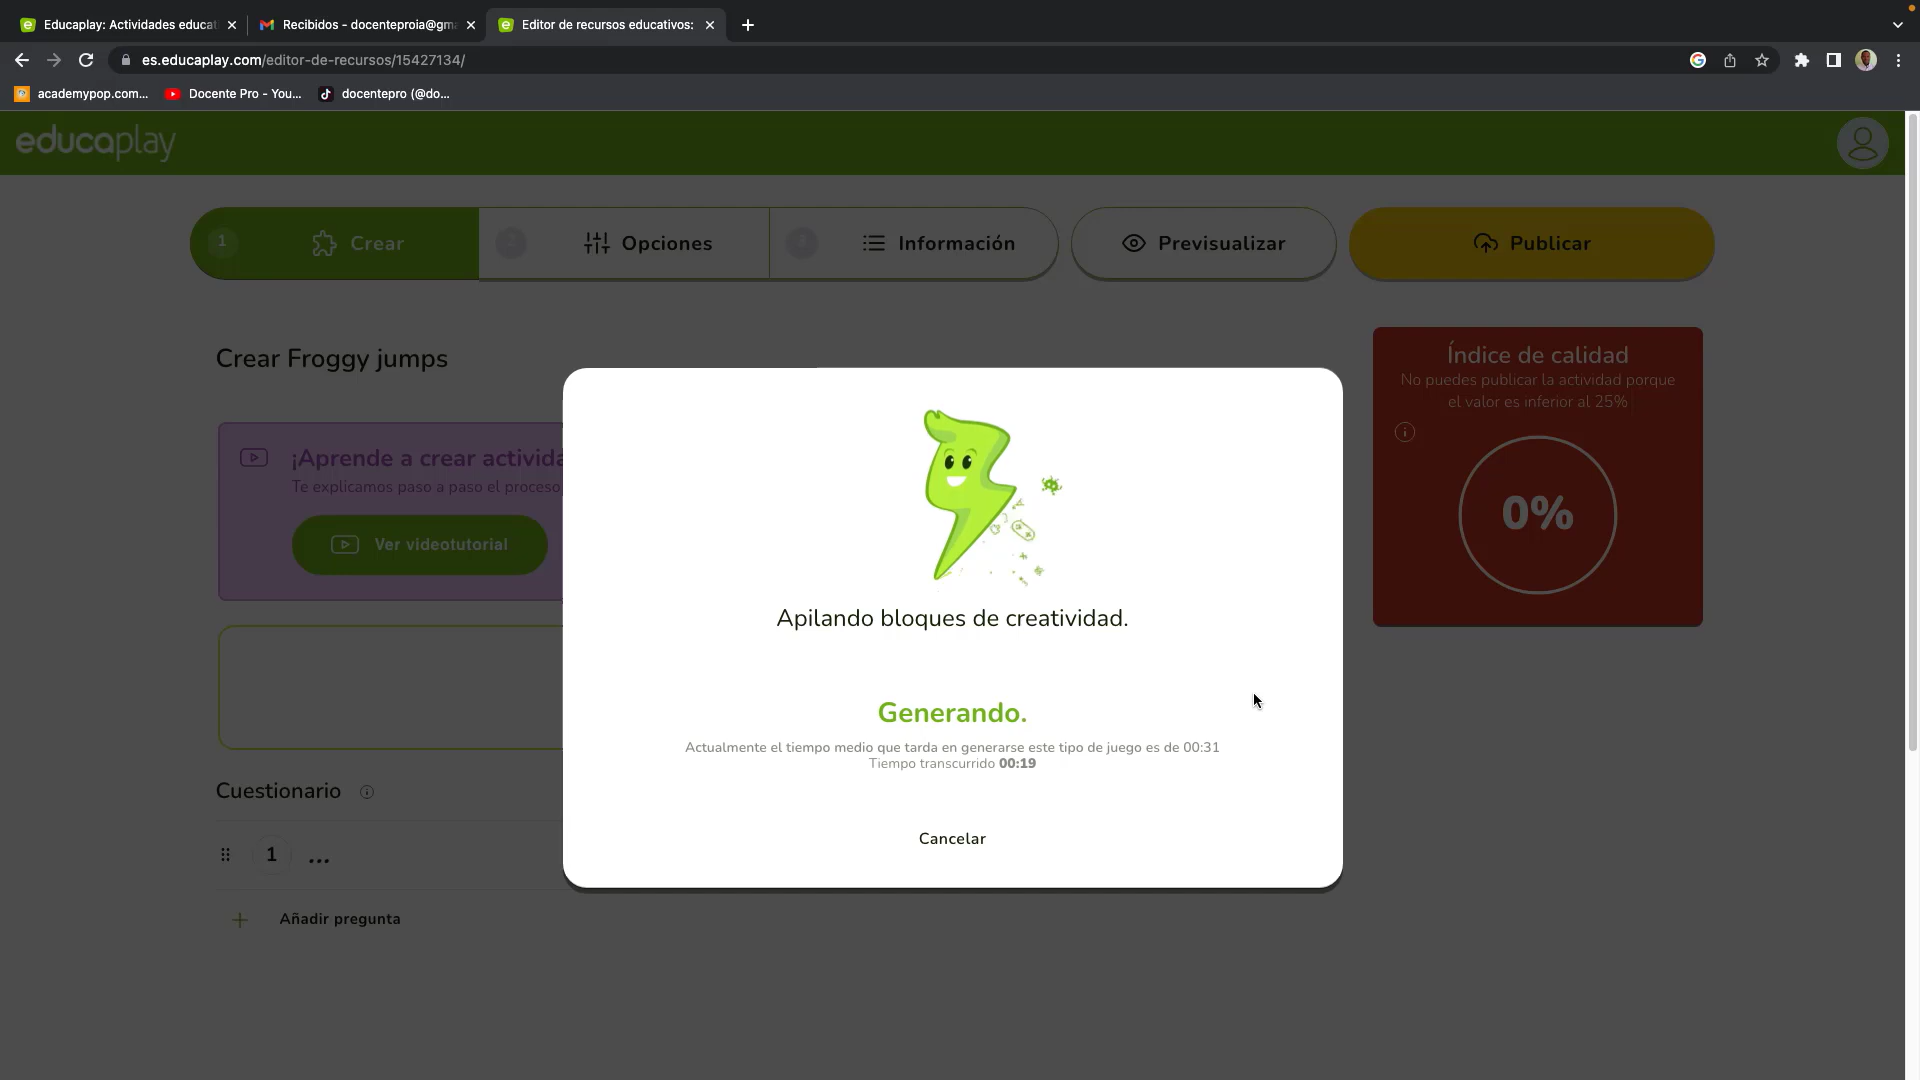 Educaplay: Actividades educat
Recibidos - docenteproia@gma
Editor de recursos educativos:
es.educaplay.com/editor-de-recursos/15427134/
academypop.com...
Docente Pro - You...
docentepro (@do...
educaplay
1 Crear
Opciones
Información
Previsualizar
Publicar
Crear Froggy jumps
Índice de calidad
No puedes publicar la actividad porque
el valor es inferior al 25%
0%
¡Aprende a crear activida
Te explicamos paso a paso el proceso
Ver videotutorial
Apilando bloques de creatividad.
Generando.
Actualmente el tiempo medio que tarda en generarse este tipo de juego es de 00:31
Tiempo transcurrido 00:19
Cancelar
Cuestionario
1 ...
Añadir pregunta